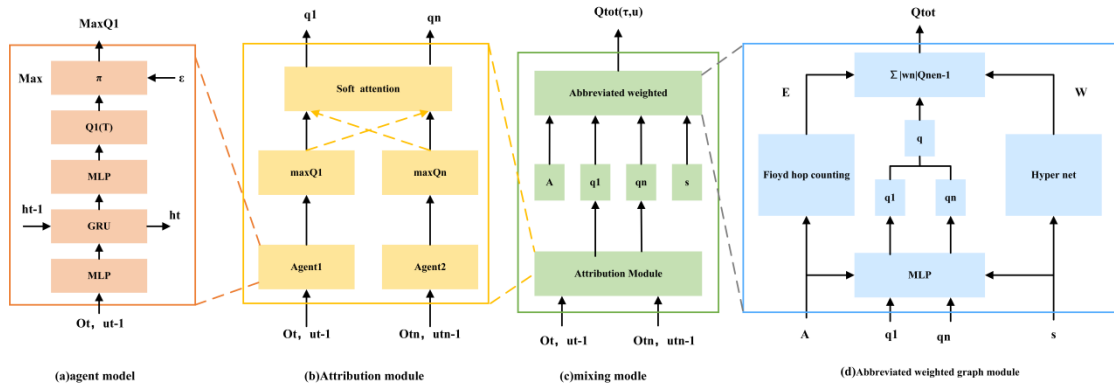 MaxQ1
Max
π
ε
Q1(T)
MLP
ht-1
GRU
ht
MLP
Ot, ut-1
(a)agent model
q1
qn
Soft attention
maxQ1
maxQn
Agent1
Agent2
Ot, ut-1
Otn, utn-1
(b)Attribution module
Qtot(τ,u)
Abbreviated weighted
A
q1
qn
s
Attribution Module
Ot, ut-1
Otn, utn-1
(c)mixing modle
Qtot
Σ |wn|Qnen-1
E
W
q
Fioyd hop counting
Hyper net
q1
qn
MLP
A
q1
qn
s
(d)Abbreviated weighted graph module